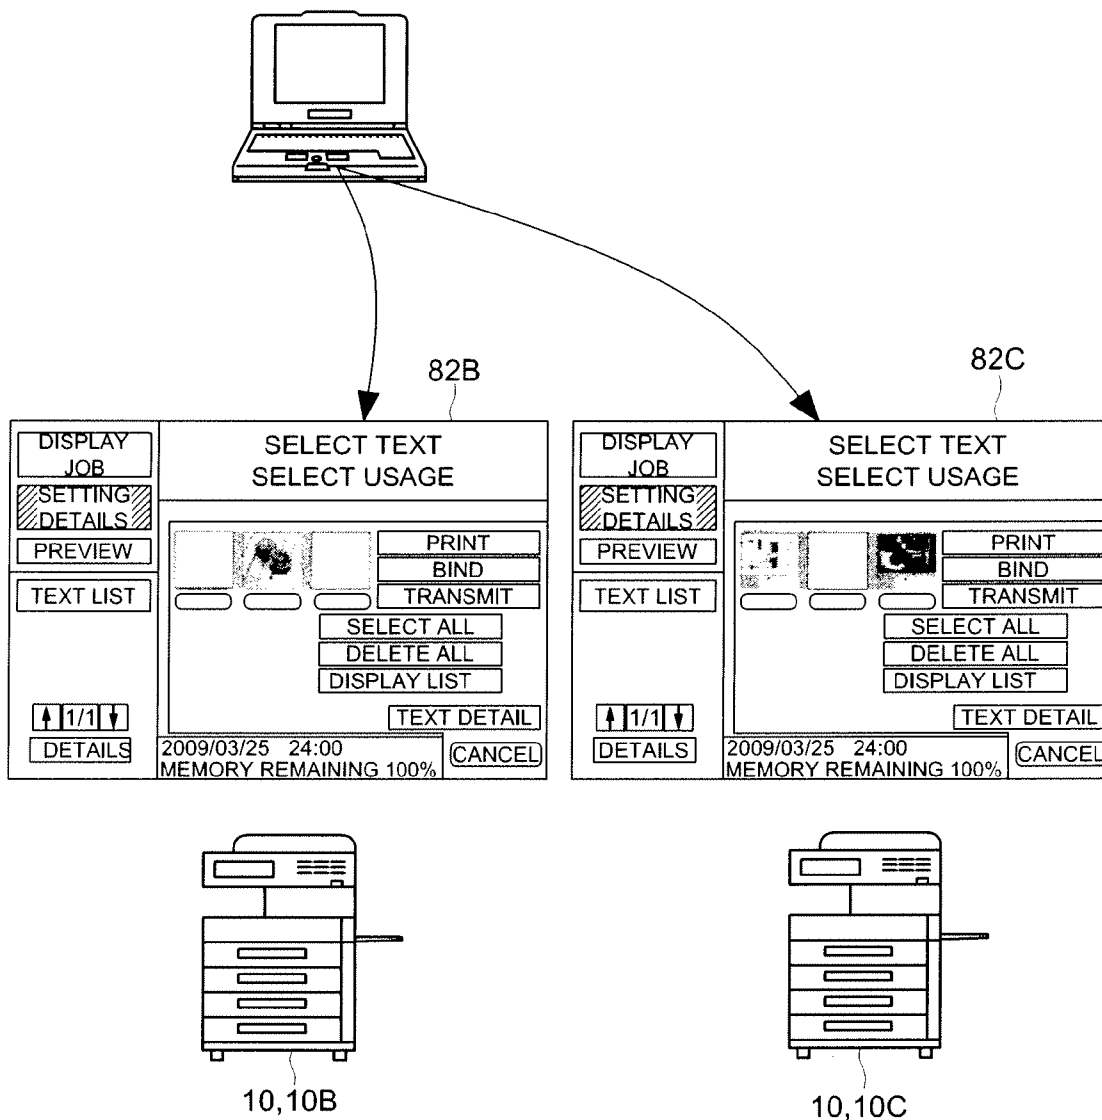 82B
DISPLAY
JOB
SETTING
DETAILS
PREVIEW
TEXT LIST
1/1
DETAILS
SELECT TEXT
SELECT USAGE
PRINT
BIND
TRANSMIT
SELECT ALL
DELETE ALL
DISPLAY LIST
TEXT DETAIL
2009/03/25 24:00
MEMORY REMAINING 100%
CANCEL
82C
DISPLAY
JOB
SETTING
DETAILS
PREVIEW
TEXT LIST
1/1
DETAILS
SELECT TEXT
SELECT USAGE
PRINT
BIND
TRANSMIT
SELECT ALL
DELETE ALL
DISPLAY LIST
TEXT DETAIL
2009/03/25 24:00
MEMORY REMAINING 100%
CANCEL
10,10B
10,10C